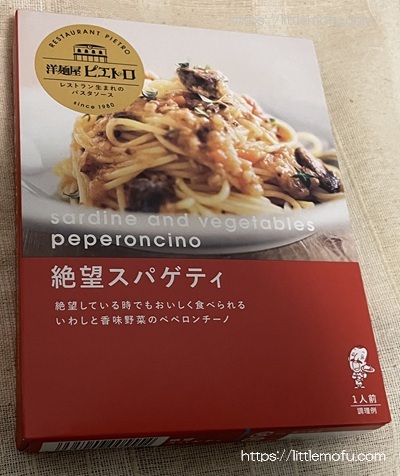 https://littlemofu.com
RESTAURANT PIETRO
洋麺屋 ピエトロ
レストラン生まれの
パスタソース
since 1980
sardine and vegetables
peperoncino
絶望スパゲティ
絶望している時でもおいしく食べられる
いわしと香味野菜のペペロンチーノ
1人前
調理例
https://littlemofu.com